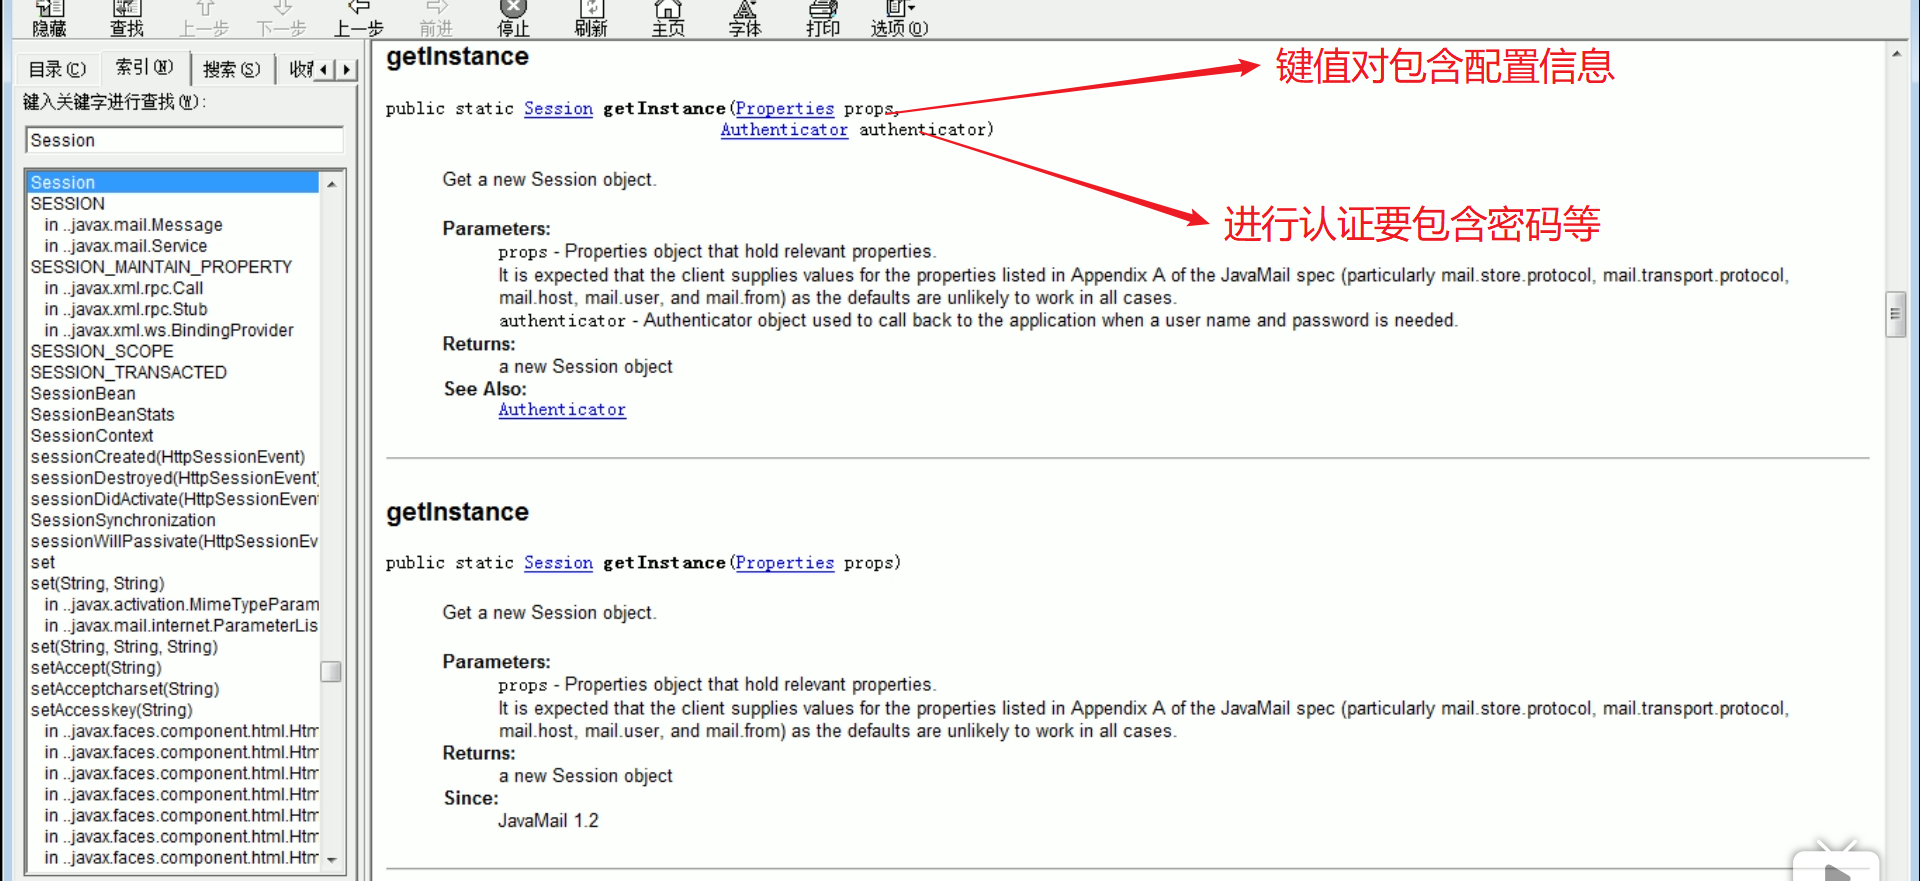 隐藏 查找 上一步 下一步 上一步 前进 停止 刷新 主页 字体 打印 选项(O)
目录(C) 索引(N) 搜索(S)
键入关键字进行查找(W):
Session
Session
SESSION
in ..javax.mail.Message
in ..javax.mail.Service
SESSION_MAINTAIN_PROPERTY
in ..javax.xml.rpc.Call
in ..javax.xml.rpc.Stub
in ..javax.xml.ws.BindingProvider
SESSION_SCOPE
SESSION_TRANSACTED
SessionBean
SessionBeanStats
SessionContext
sessionCreated(HttpSessionEvent)
sessionDestroyed(HttpSessionEvent)
sessionDidActivate(HttpSessionEven
SessionSynchronization
sessionWillPassivate(HttpSessionEv
set
set(String, String)
in ..javax.activation.MimeTypeParam
in ..javax.mail.internet.ParameterLis
set(String, String, String)
setAccept(String)
setAcceptcharset(String)
setAccesskey(String)
in ..javax.faces.component.html.Htm
in ..javax.faces.component.html.Htm
in ..javax.faces.component.html.Htm
in ..javax.faces.component.html.Htm
in ..javax.faces.component.html.Htm
in ..javax.faces.component.html.Htm
in ..javax.faces.component.html.Htm
getInstance
键值对包含配置信息
public static Session getInstance(Properties props,
Authenticator authenticator)
Get a new Session object.
进行认证要包含密码等
Parameters:
props - Properties object that hold relevant properties.
It is expected that the client supplies values for the properties listed in Appendix A of the JavaMail spec (particularly mail.store.protocol, mail.transport.protocol,
mail.host, mail.user, and mail.from) as the defaults are unlikely to work in all cases.
authenticator - Authenticator object used to call back to the application when a user name and password is needed.
Returns:
a new Session object
See Also:
Authenticator
getInstance
public static Session getInstance(Properties props)
Get a new Session object.
Parameters:
props - Properties object that hold relevant properties.
It is expected that the client supplies values for the properties listed in Appendix A of the JavaMail spec (particularly mail.store.protocol, mail.transport.protocol,
mail.host, mail.user, and mail.from) as the defaults are unlikely to work in all cases.
Returns:
a new Session object
Since:
JavaMail 1.2